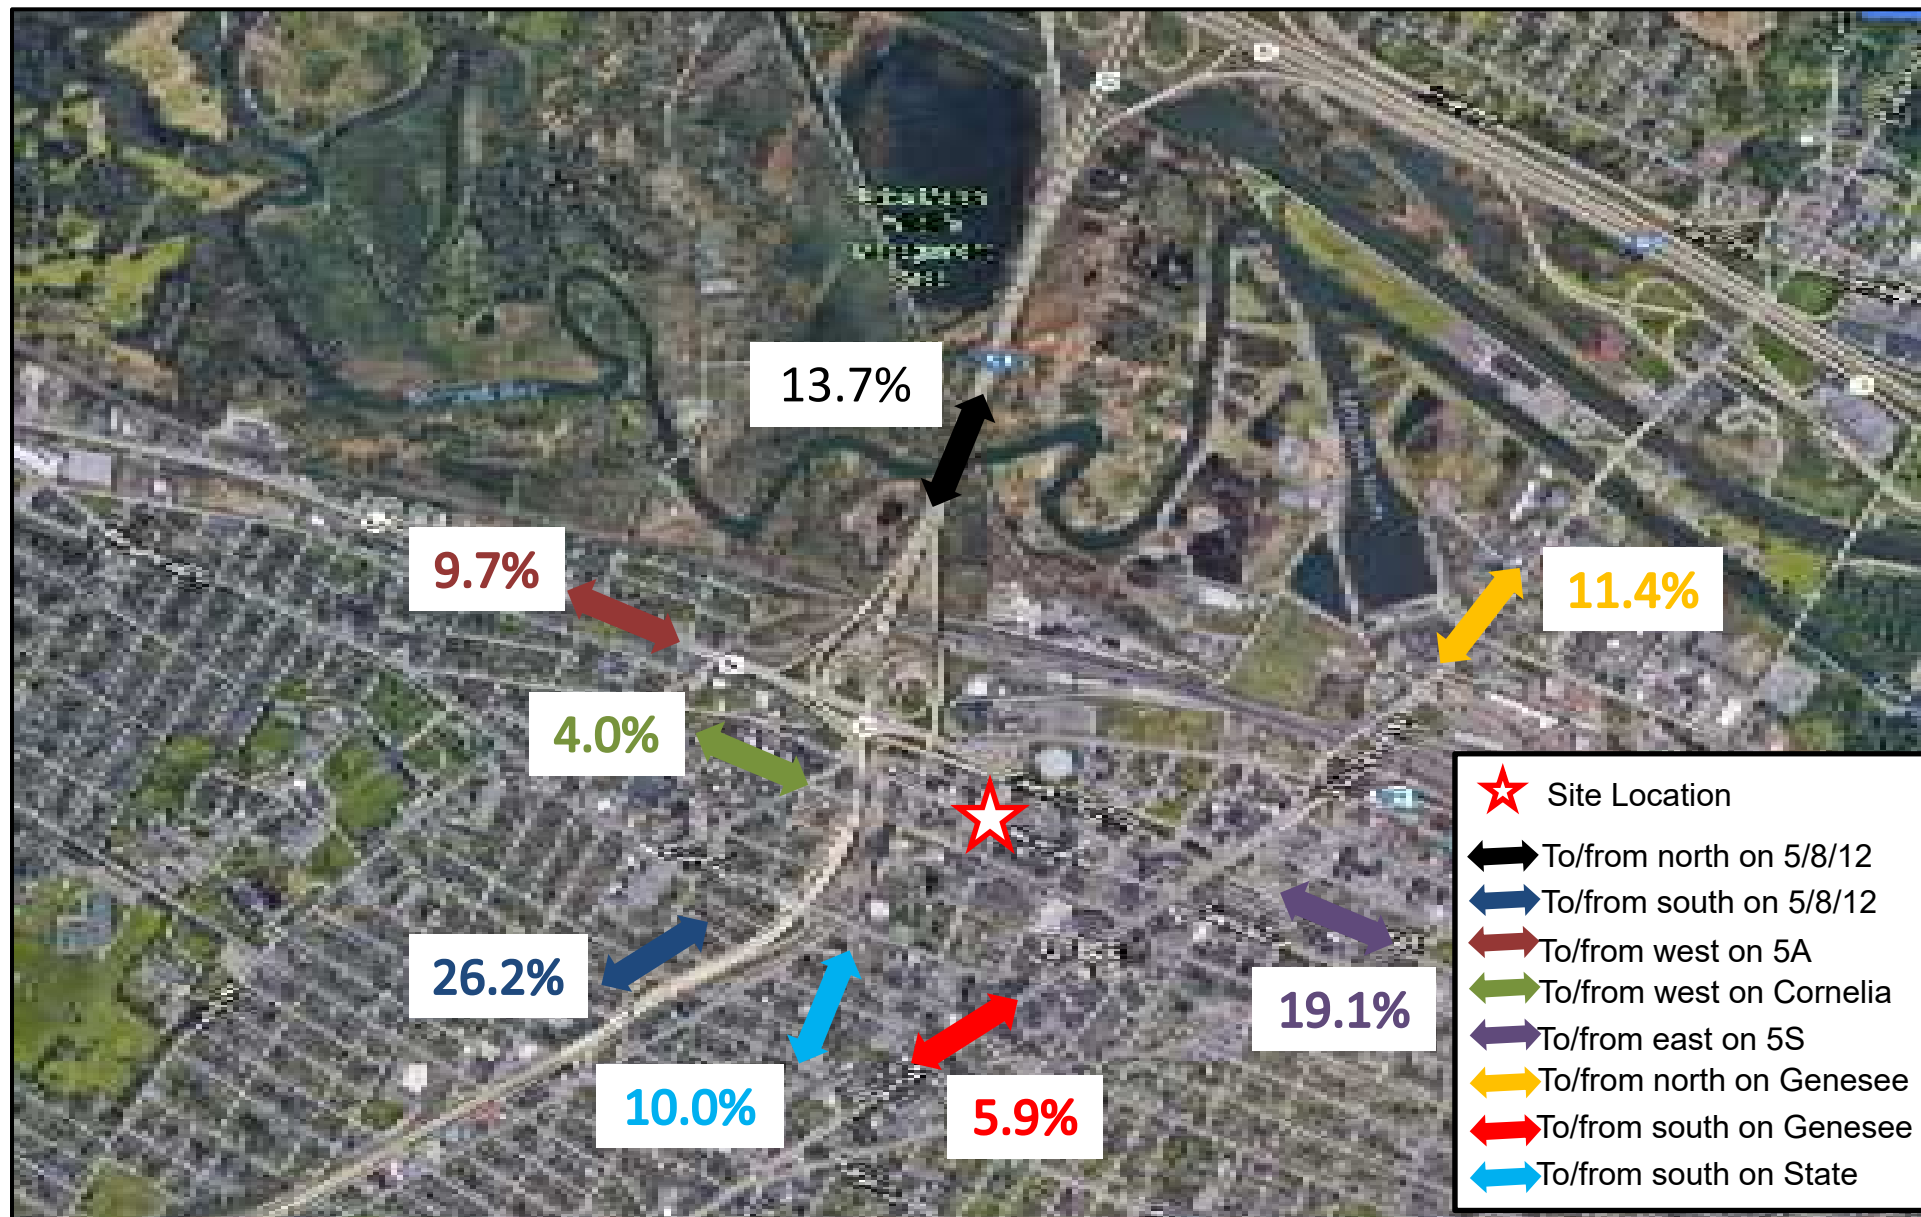 13.7%
9.7%
11.4%
4.0%
26.2%
19.1%
10.0%
5.9%
Site Location
To/from north on 5/8/12
To/from south on 5/8/12
To/from west on 5A
To/from west on Cornelia
To/from east on 5S
To/from north on Genesee
To/from south on Genesee
To/from south on State